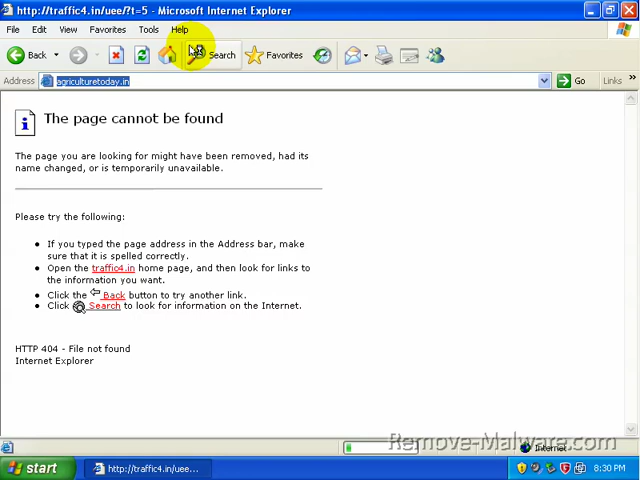 http://traffic4.in/uee/?t=5 - Microsoft Internet Explorer
File Edit View Favorites Tools Help
Back Search Favorites
Address agriculturetoday.in Go Links »
The page cannot be found
The page you are looking for might have been removed, had its
name changed, or is temporarily unavailable.
Please try the following:
• If you typed the page address in the Address bar, make
sure that it is spelled correctly.
• Open the traffic4.in home page, and then look for links to
the information you want.
• Click the Back button to try another link.
• Click Search to look for information on the Internet.
HTTP 404 - File not found
Internet Explorer
Remove-Malware.com
Internet
start http://traffic4.in/uee... 8:30 PM